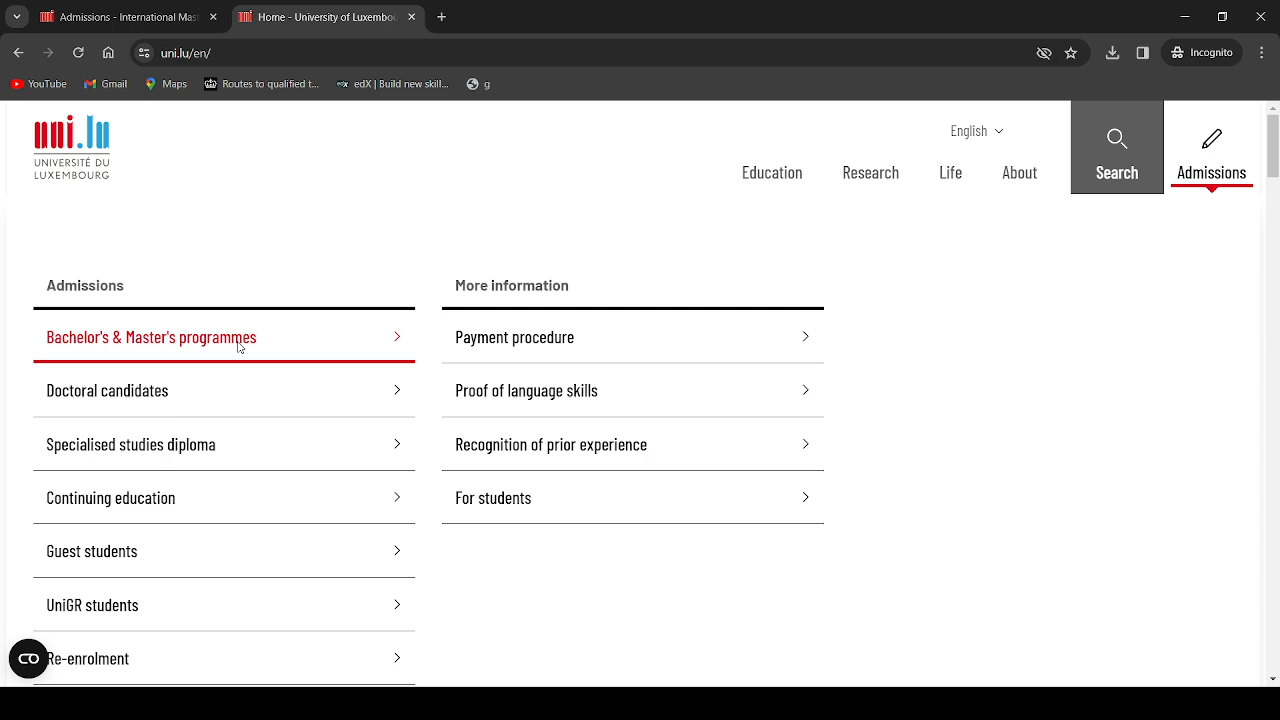 Admissions - International Mast
Home - University of Luxembou
uni.lu/en/
Incognito
YouTube
Gmail
Maps
Routes to qualified t...
edX | Build new skill...
g
uni.lu
UNIVERSITÉ DU
LUXEMBOURG
English
Education
Research
Life
About
Search
Admissions
Admissions
Bachelor's & Master's programmes
Doctoral candidates
Specialised studies diploma
Continuing education
Guest students
UniGR students
Re-enrolment
More information
Payment procedure
Proof of language skills
Recognition of prior experience
For students